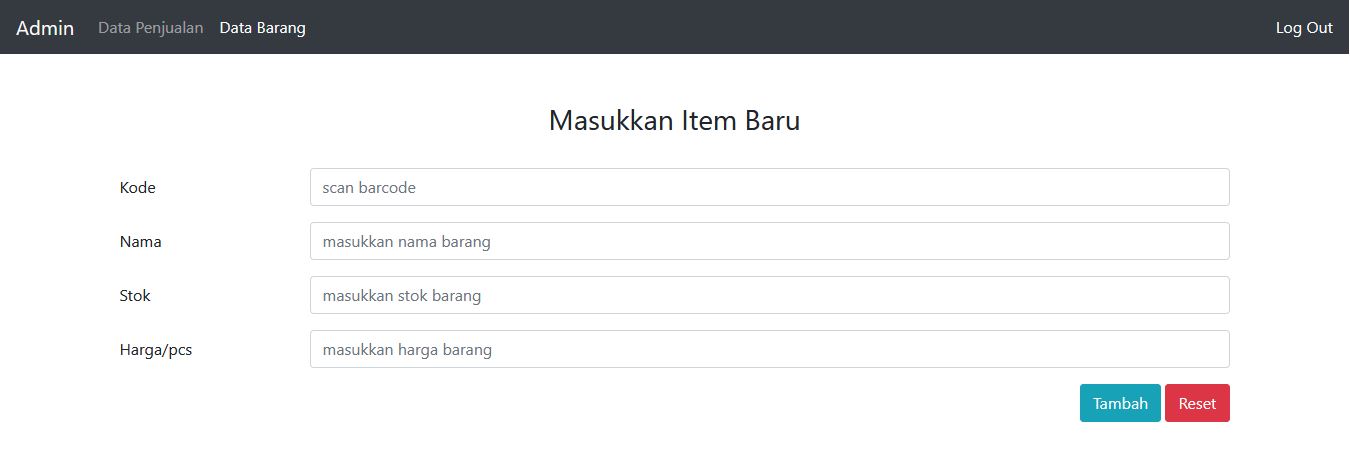 Admin Data Penjualan Data Barang Log Out
Masukkan Item Baru
Kode scan barcode
Nama masukkan nama barang
Stok masukkan stok barang
Harga/pcs masukkan harga barang
Tambah Reset